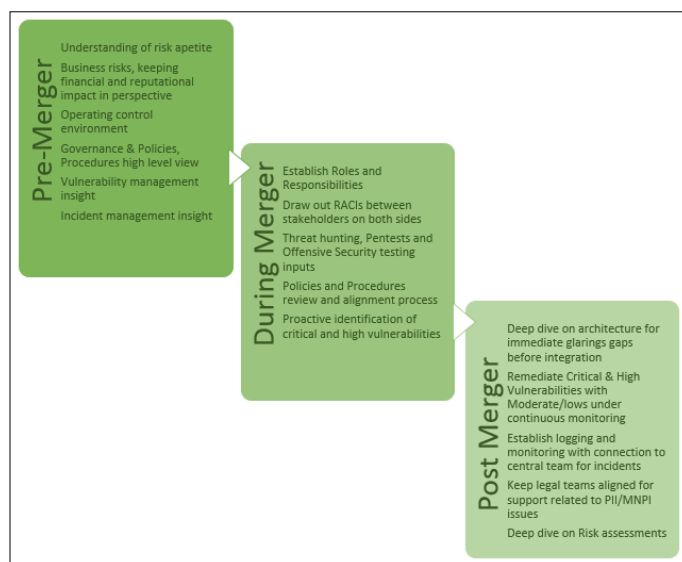 Pre-Merger
Understanding of risk apetite
Business risks, keeping
financial and reputational
impact in perspective
Operating control
environment
Governance & Policies,
Procedures high level view
Vulnerability management
insight
Incident management insight
During Merger
Establish Roles and
Responsibilities
Draw out RACIs between
stakeholders on both sides
Threat hunting, Pentests and
Offensive Security testing
inputs
Policies and Procedures
review and alignment process
Proactive identification of
critical and high vulnerabilities
Post Merger
Deep dive on architecture for
immediate glarings gaps
before integration
Remediate Critical & High
Vulnerabilities with
Moderate/lows under
continuous monitoring
Establish logging and
monitoring with connection to
central team for incidents
Keep legal teams aligned for
support related to PII/MNPI
issues
Deep dive on Risk assessments